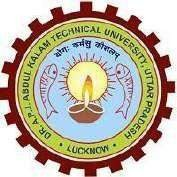 DR. A.P.J. ABDUL KALAM TECHNICAL UNIVERSITY, UTTAR PRADESH
योगः कर्मसु कौशलम्
LUCKNOW